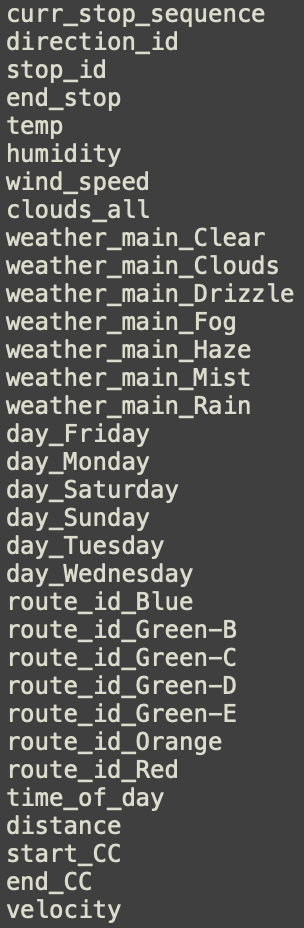 curr_stop_sequence
direction_id
stop_id
end_stop
temp
humidity
wind_speed
clouds_all
weather_main_Clear
weather_main_Clouds
weather_main_Drizzle
weather_main_Fog
weather_main_Haze
weather_main_Mist
weather_main_Rain
day_Friday
day_Monday
day_Saturday
day_Sunday
day_Tuesday
day_Wednesday
route_id_Blue
route_id_Green-B
route_id_Green-C
route_id_Green-D
route_id_Green-E
route_id_Orange
route_id_Red
time_of_day
distance
start_CC
end_CC
velocity